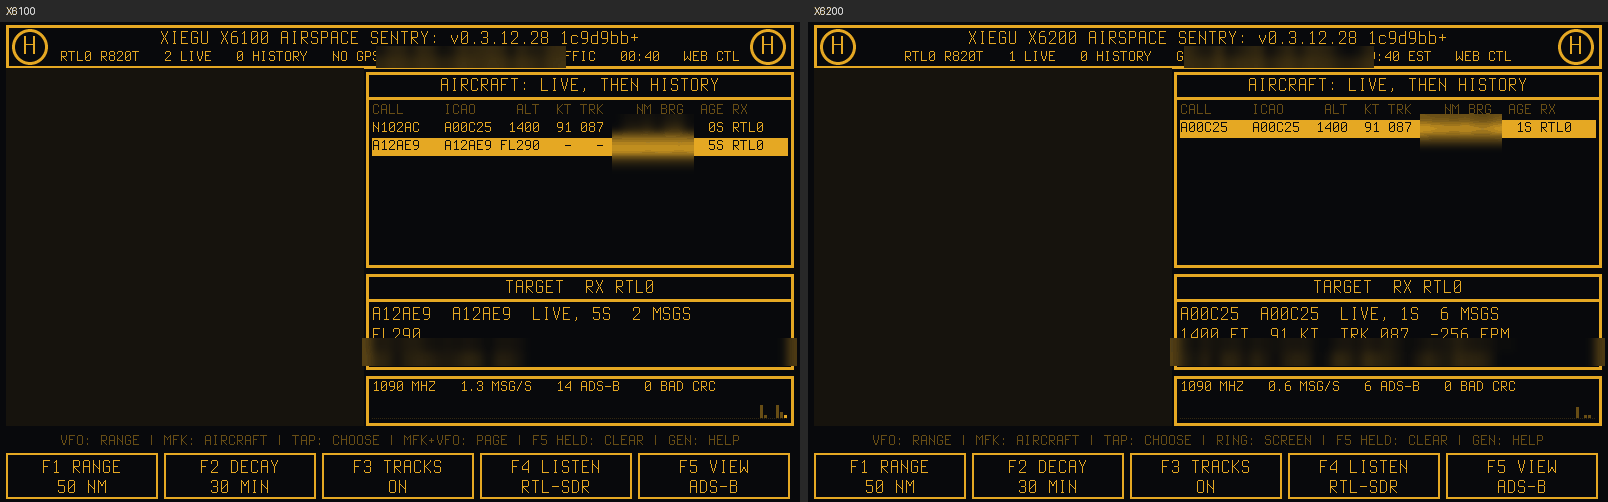 X6100
H XIEGU X6100 AIRSPACE SENTRY: v0.3.12.28 1c9d9bb+ H
RTL0 R820T 2 LIVE 0 HISTORY NO GPS 00:40 WEB CTL
AIRCRAFT: LIVE, THEN HISTORY
CALL ICAO ALT KT TRK NM BRG AGE RX
N102AC A00C25 1400 91 087 0S RTL0
A12AE9 A12AE9 FL290 - - 5S RTL0
TARGET RX RTL0
A12AE9 A12AE9 LIVE, 5S 2 MSGS
FL290
1090 MHZ 1.3 MSG/S 14 ADS-B 0 BAD CRC
VFO: RANGE | MFK: AIRCRAFT | TAP: CHOOSE | MFK+VFO: PAGE | F5 HELD: CLEAR | GEN: HELP
F1 RANGE F2 DECAY F3 TRACKS F4 LISTEN F5 VIEW
50 NM 30 MIN ON RTL-SDR ADS-B
X6200
H XIEGU X6200 AIRSPACE SENTRY: v0.3.12.28 1c9d9bb+ H
RTL0 R820T 1 LIVE 0 HISTORY :40 EST WEB CTL
AIRCRAFT: LIVE, THEN HISTORY
CALL ICAO ALT KT TRK NM BRG AGE RX
A00C25 A00C25 1400 91 087 1S RTL0
TARGET RX RTL0
A00C25 A00C25 LIVE, 1S 6 MSGS
1400 FT 91 KT TRK 087 -256 FPM
1090 MHZ 0.6 MSG/S 6 ADS-B 0 BAD CRC
VFO: RANGE | MFK: AIRCRAFT | TAP: CHOOSE | RING: SCREEN | F5 HELD: CLEAR | GEN: HELP
F1 RANGE F2 DECAY F3 TRACKS F4 LISTEN F5 VIEW
50 NM 30 MIN ON RTL-SDR ADS-B